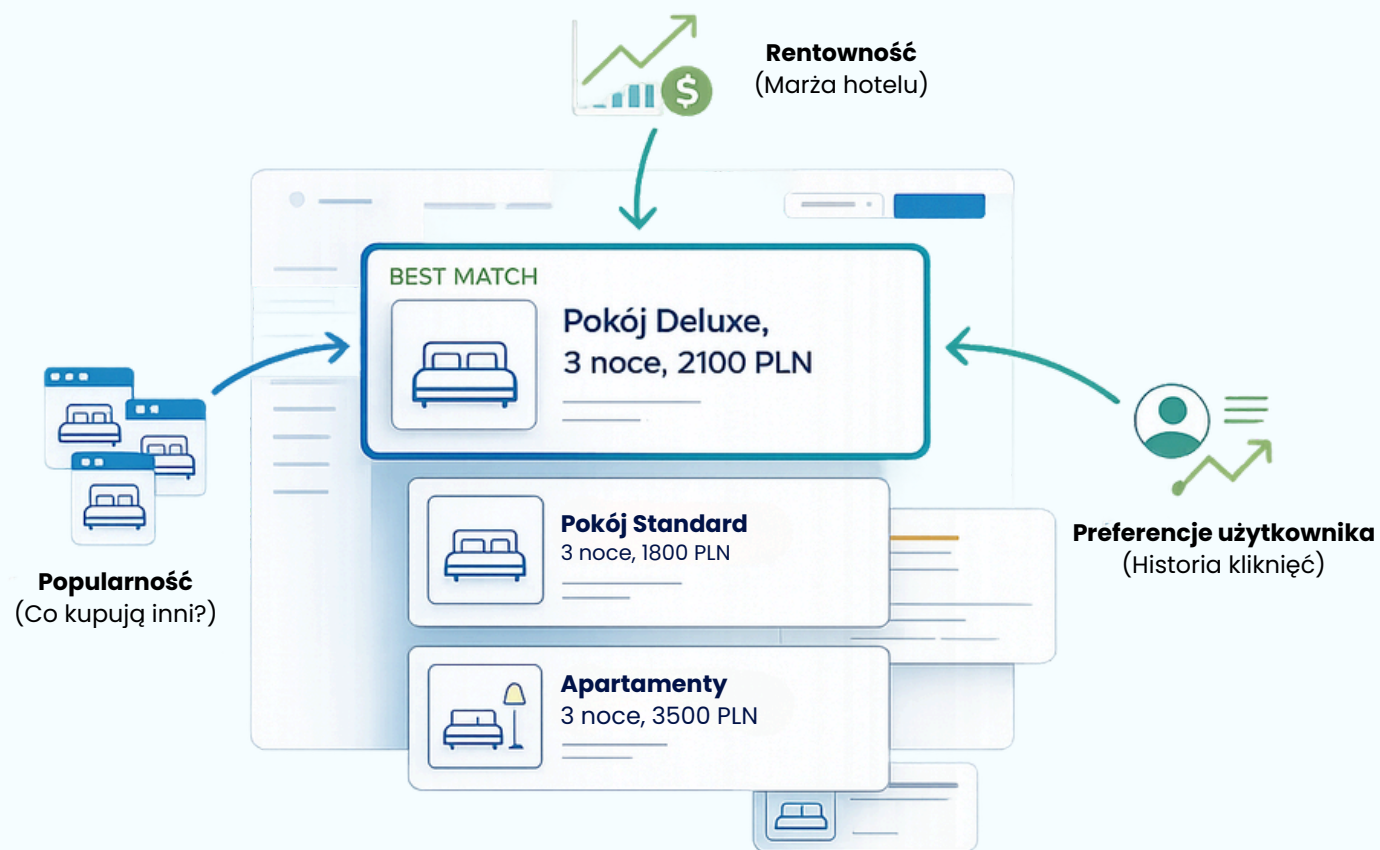 Rentowność
(Marża hotelu)
BEST MATCH
Pokój Deluxe,
3 noce, 2100 PLN
Pokój Standard
3 noce, 1800 PLN
Apartamenty
3 noce, 3500 PLN
Popularność
(Co kupują inni?)
Preferencje użytkownika
(Historia kliknięć)
$